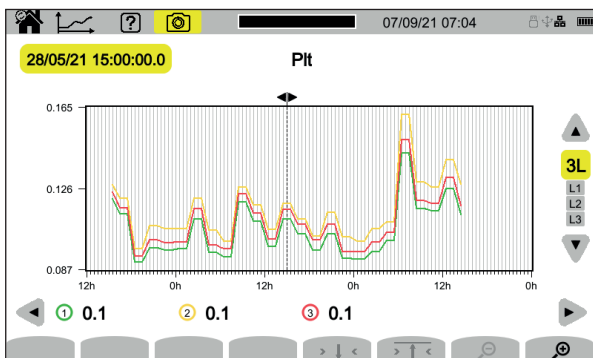 ? 07/09/21 07:04
28/05/21 15:00:00.0 Plt
0.165
0.126
0.087
12h 0h 12h 0h 12h 0h
3L
L1
L2
L3
1 0.1 2 0.1 3 0.1